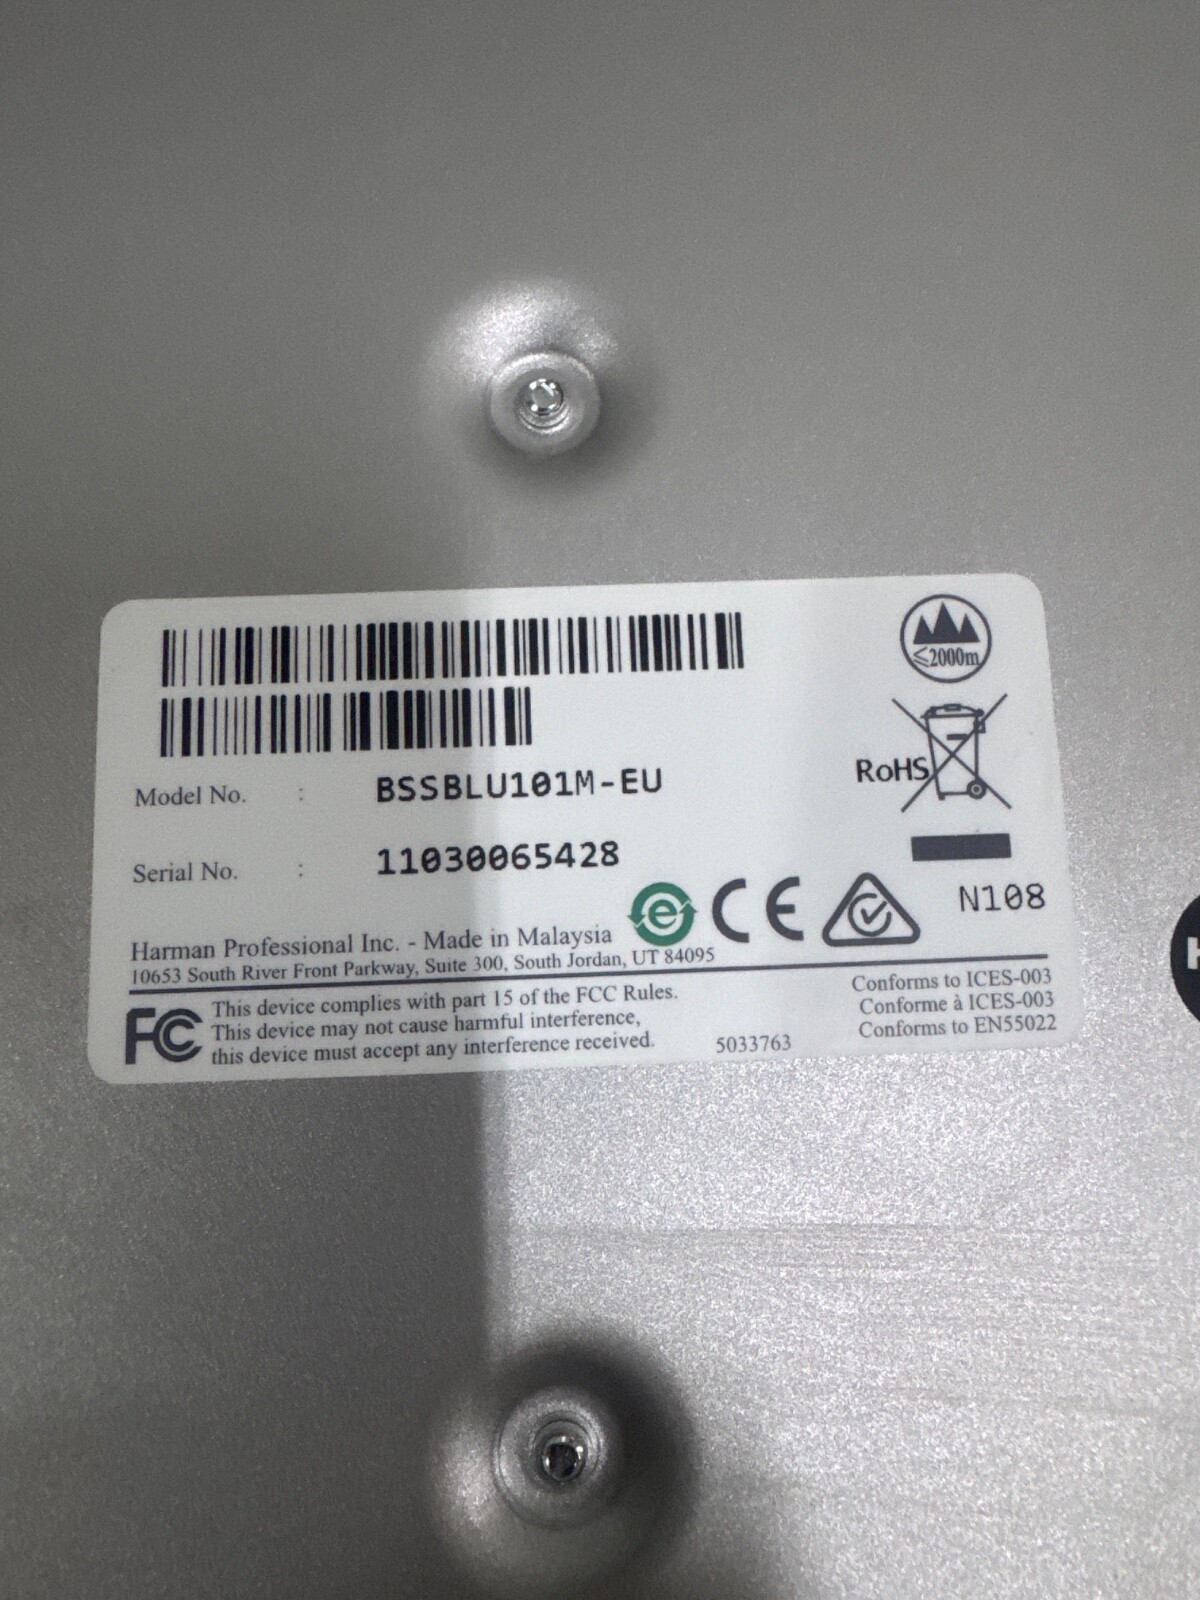 ≤2000m
RoHS
Model No. : BSSBLU101M-EU
Serial No. : 11030065428
e CE N108
Harman Professional Inc. - Made in Malaysia
10653 South River Front Parkway, Suite 300, South Jordan, UT 84095
FC This device complies with part 15 of the FCC Rules.
This device may not cause harmful interference,
this device must accept any interference received.
5033763
Conforms to ICES-003
Conforme à ICES-003
Conforms to EN55022
H